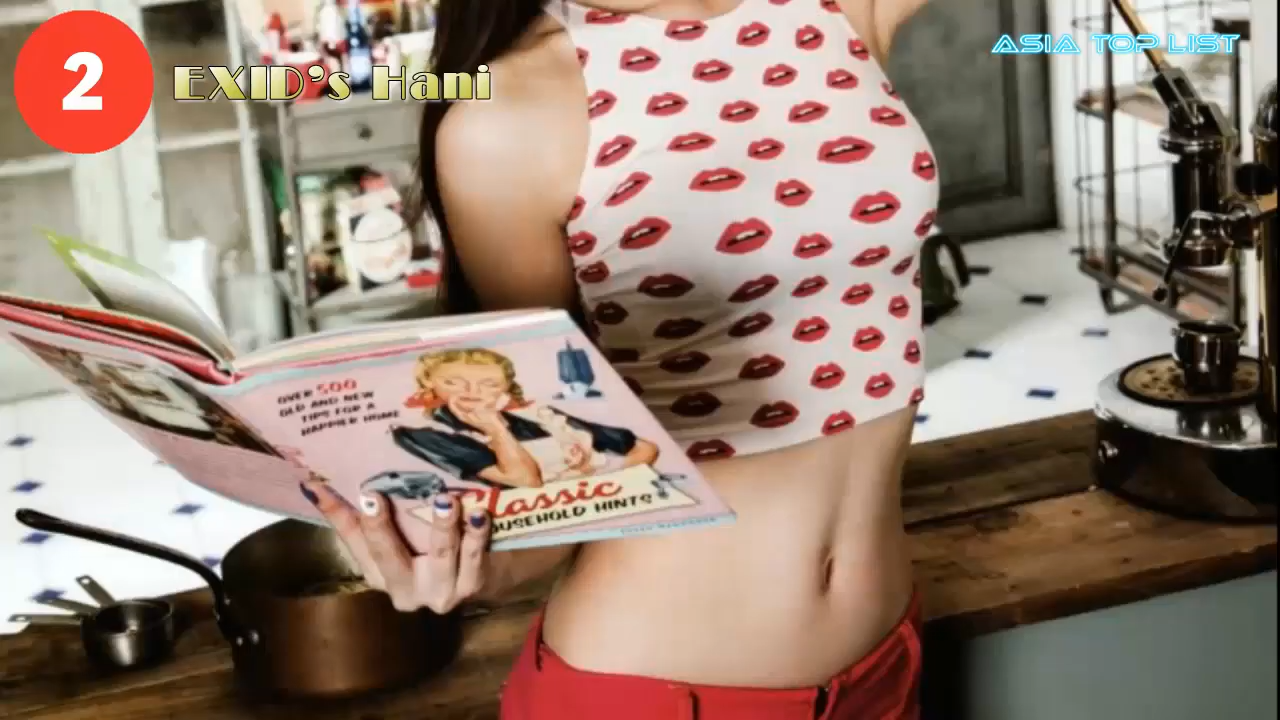 2
EXID's Hani
ASIA TOP LIST
OVER 500
OLD AND NEW
TIPS FOR A
HAPPIER HOME
Classic
HOUSEHOLD HINTS